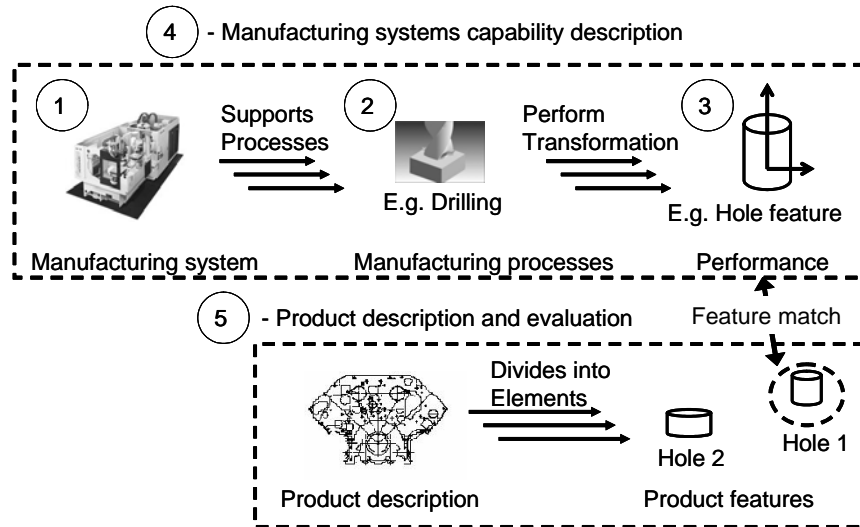 4 - Manufacturing systems capability description
1
Supports
Processes
2
Perform
Transformation
3
E.g. Drilling
E.g. Hole feature
Manufacturing system
Manufacturing processes
Performance
5 - Product description and evaluation
Feature match
Divides into
Elements
Hole 2
Hole 1
Product description
Product features